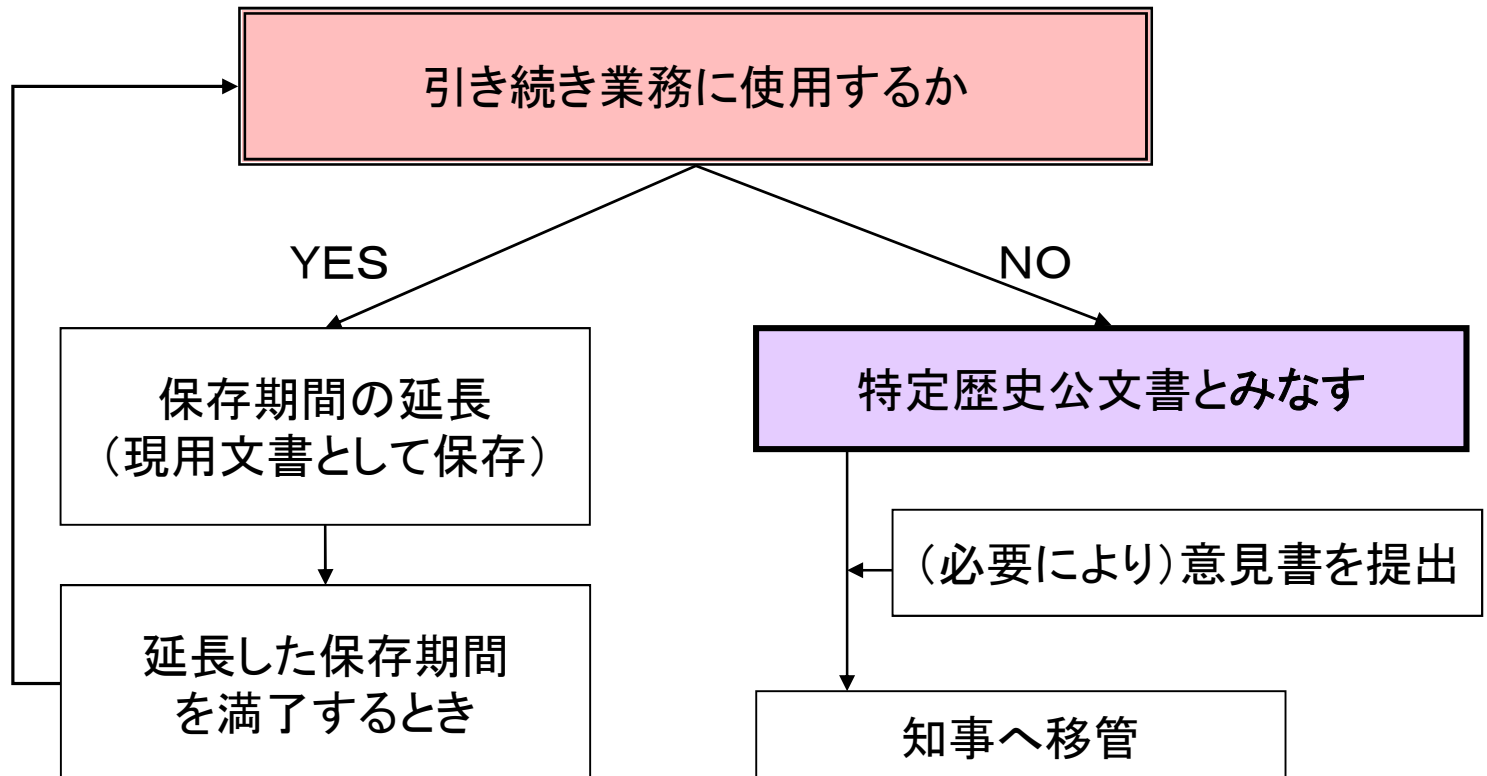 引き続き業務に使用するか
YES
NO
保存期間の延長
（現用文書として保存）
特定歴史公文書とみなす
（必要により）意見書を提出
延長した保存期間
を満了するとき
知事へ移管